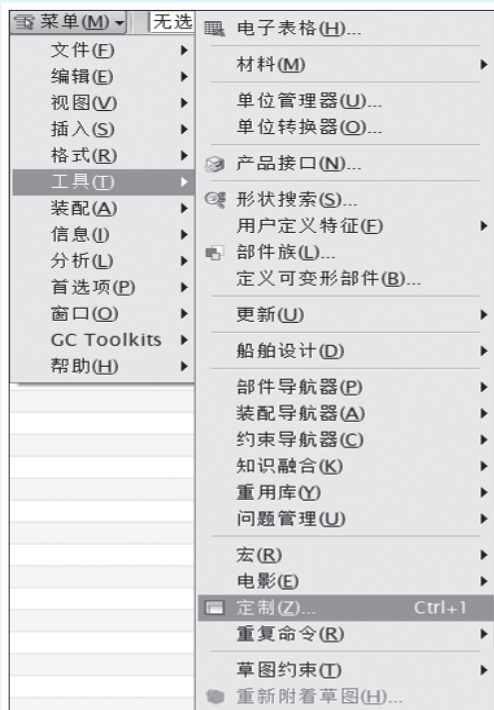 菜单(M)
无选
文件(F)
编辑(E)
视图(V)
插入(S)
格式(R)
工具(T)
装配(A)
信息(I)
分析(L)
首选项(P)
窗口(O)
GC Toolkits
帮助(H)
电子表格(H)...
材料(M)
单位管理器(U)...
单位转换器(O)...
产品接口(N)...
形状搜索(S)...
用户定义特征(F)
部件族(L)...
定义可变形部件(B)...
更新(U)
船舶设计(D)
部件导航器(P)
装配导航器(A)
约束导航器(C)
知识融合(K)
重用库(Y)
问题管理(U)
宏(R)
电影(E)
定制(Z)... Ctrl+1
重复命令(R)
草图约束(T)
重新附着草图(H)...